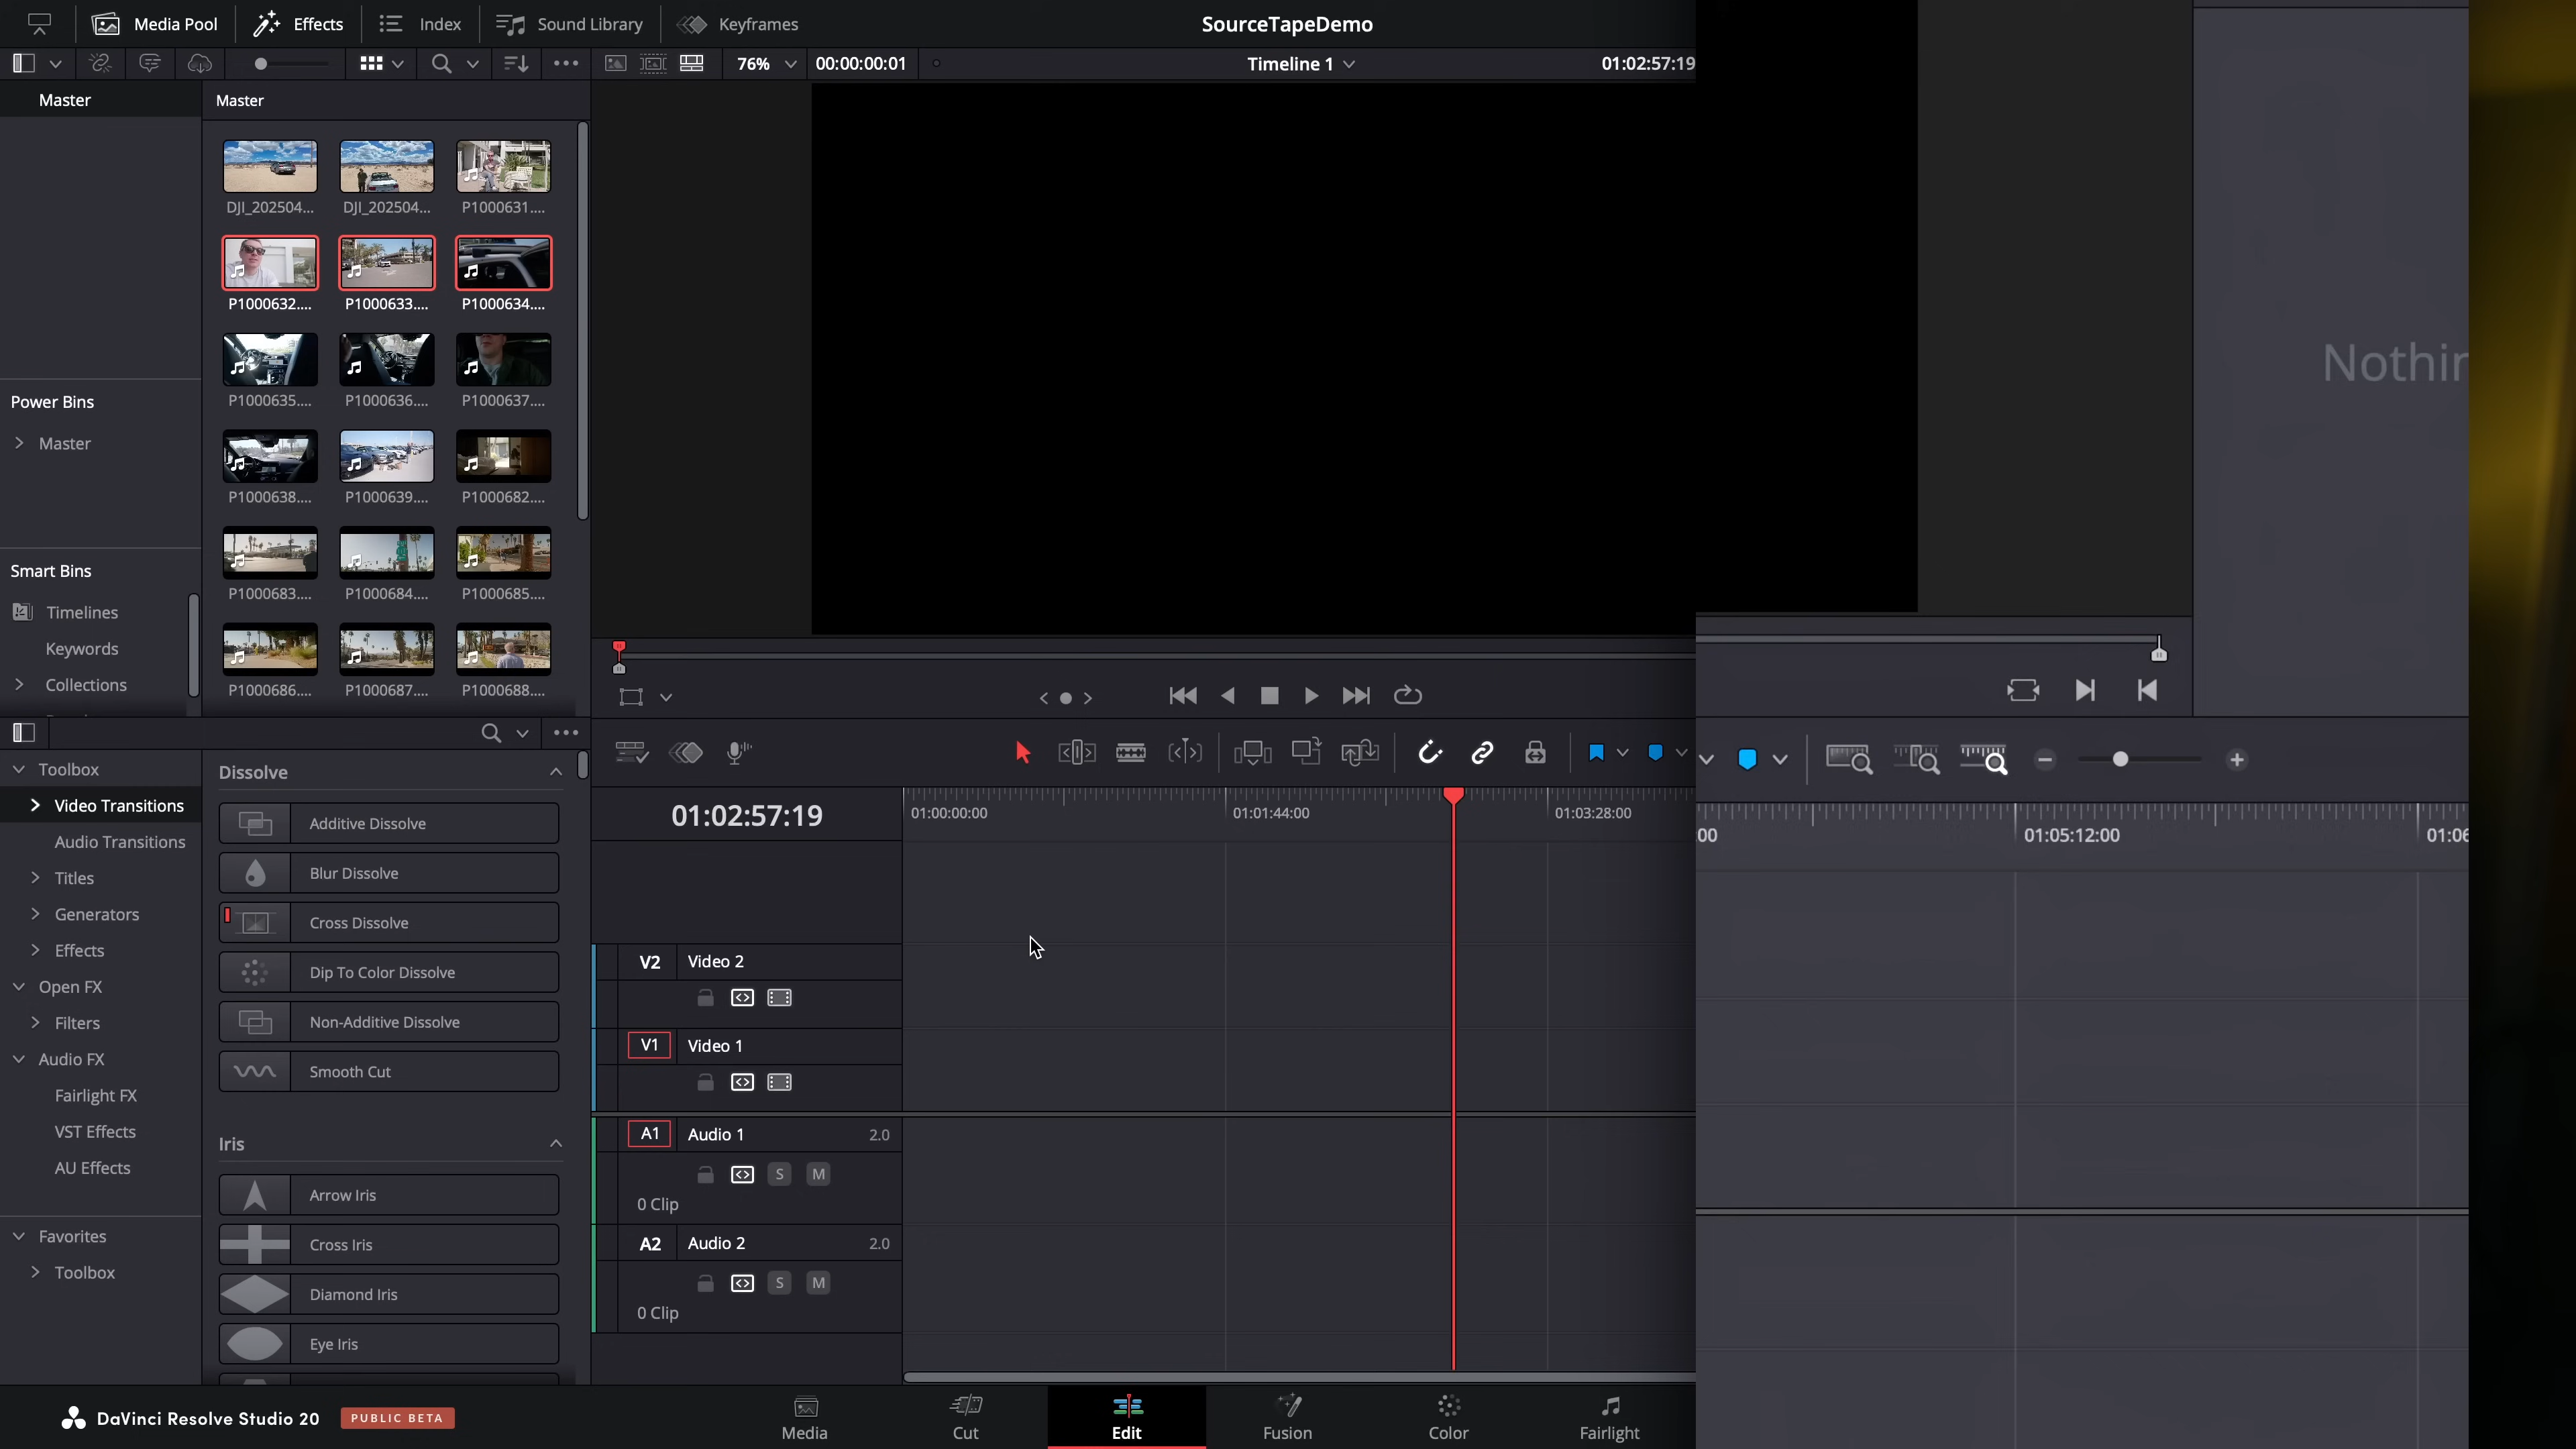 Media Pool
Effects
Index
Sound Library
Keyframes
SourceTapeDemo
76%
00:00:00:01
Timeline 1
01:02:57:19
Master
Master
DJI_202504...
DJI_202504...
P1000631....
P1000632....
P1000633....
P1000634....
P1000635....
P1000636....
P1000637....
P1000638....
P1000639....
P1000682....
P1000683....
P1000684....
P1000685....
P1000686....
P1000687....
P1000688....
Power Bins
Master
Smart Bins
Timelines
Keywords
Collections
Nothin
Toolbox
Video Transitions
Audio Transitions
Titles
Generators
Effects
Open FX
Filters
Audio FX
Fairlight FX
VST Effects
AU Effects
Favorites
Toolbox
Dissolve
Additive Dissolve
Blur Dissolve
Cross Dissolve
Dip To Color Dissolve
Non-Additive Dissolve
Smooth Cut
Iris
Arrow Iris
Cross Iris
Diamond Iris
Eye Iris
01:02:57:19
01:00:00:00
01:01:44:00
01:03:28:00
00
01:05:12:00
01:06
V2 Video 2
V1 Video 1
A1 Audio 1 2.0
S M
0 Clip
A2 Audio 2 2.0
S M
0 Clip
DaVinci Resolve Studio 20
PUBLIC BETA
Media
Cut
Edit
Fusion
Color
Fairlight